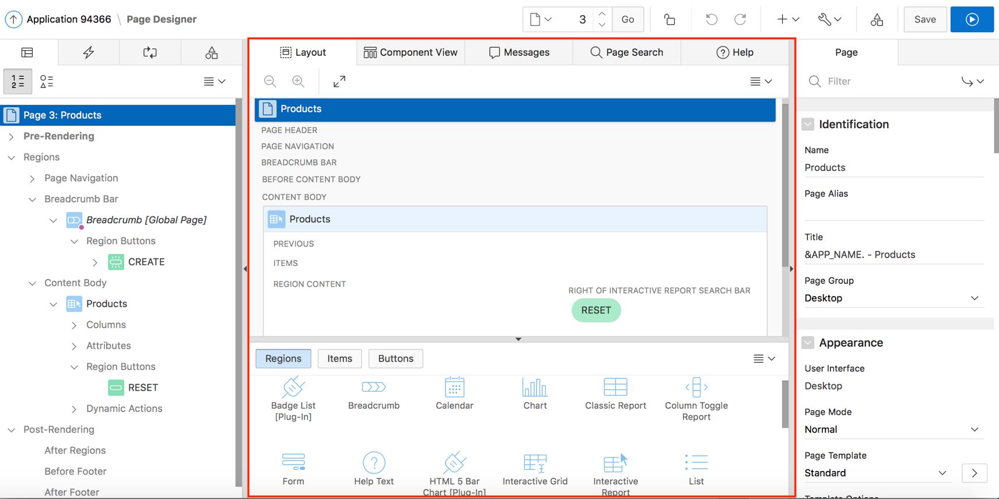 Application 94366 \ Page Designer
3
Go
Save
Layout
Component View
Messages
Page Search
Help
Page
Filter
Page 3: Products
Pre-Rendering
Regions
Page Navigation
Breadcrumb Bar
Breadcrumb [Global Page]
Region Buttons
CREATE
Content Body
Products
Columns
Attributes
Region Buttons
RESET
Dynamic Actions
Post-Rendering
After Regions
Before Footer
After Footer
Products
PAGE HEADER
PAGE NAVIGATION
BREADCRUMB BAR
BEFORE CONTENT BODY
CONTENT BODY
Products
PREVIOUS
ITEMS
REGION CONTENT
RIGHT OF INTERACTIVE REPORT SEARCH BAR
RESET
Regions
Items
Buttons
Badge List
[Plug-In]
Breadcrumb
Calendar
Chart
Classic Report
Column Toggle
Report
Form
Help Text
HTML 5 Bar
Chart [Plug-In]
Interactive Grid
Interactive
Report
List
Identification
Name
Products
Page Alias
Title
&APP_NAME. - Products
Page Group
Desktop
Appearance
User Interface
Desktop
Page Mode
Normal
Page Template
Standard
Template Options